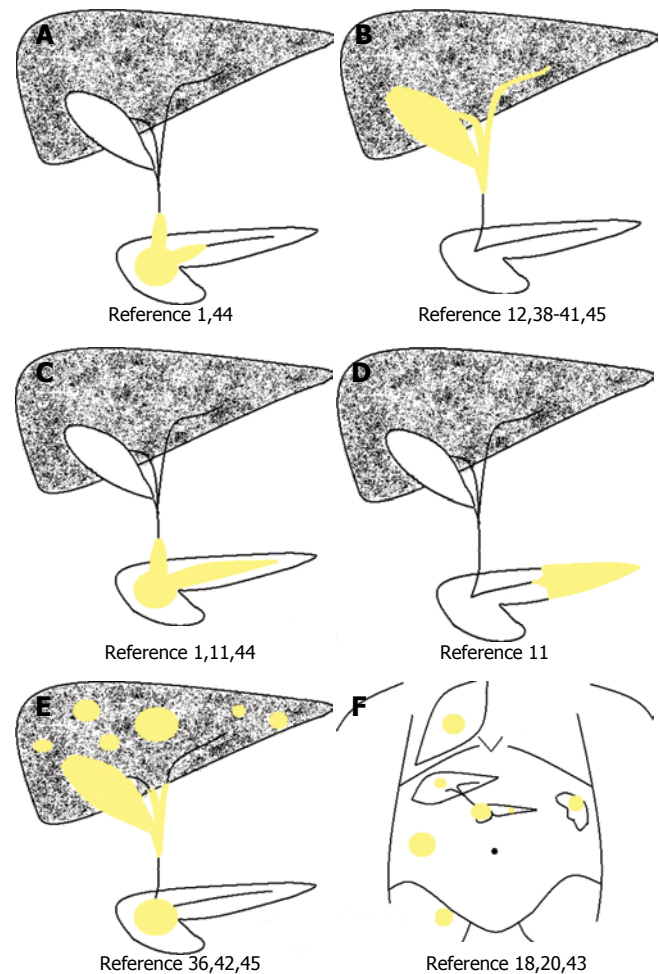 A
B
Reference 1,44
Reference 12,38-41,45
C
D
Reference 1,11,44
Reference 11
E
F
Reference 36,42,45
Reference 18,20,43